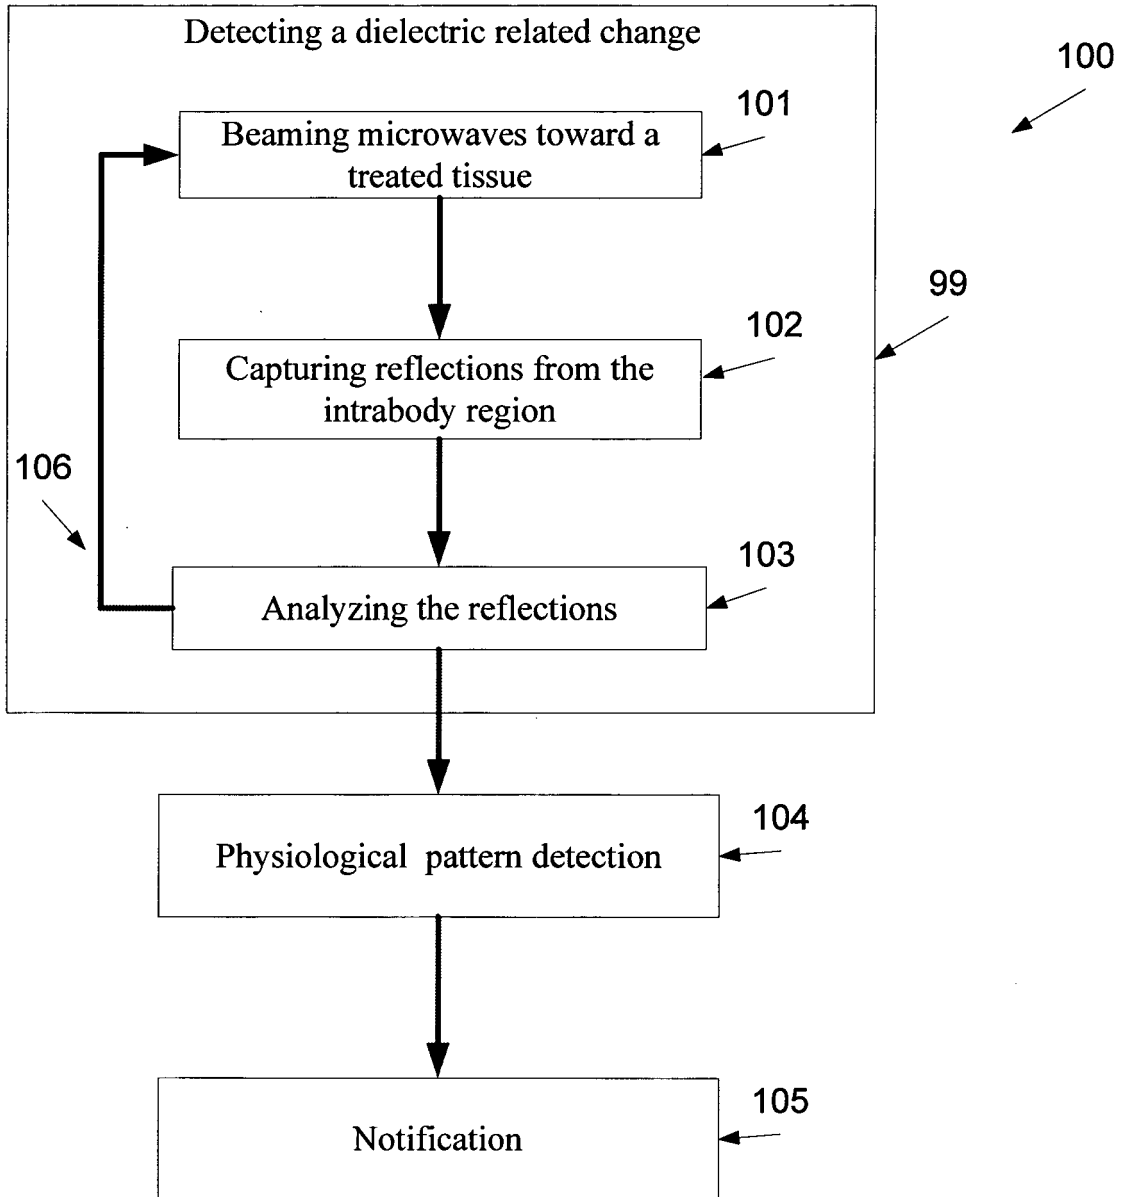 Detecting a dielectric related change
100
101
Beaming microwaves toward a
treated tissue
99
102
Capturing reflections from the
intrabody region
106
103
Analyzing the reflections
104
Physiological pattern detection
105
Notification